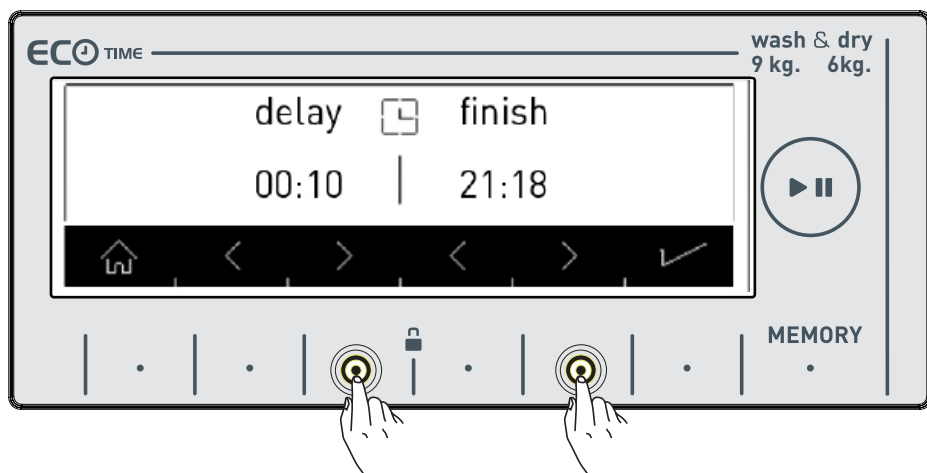 ECO TIME
wash & dry
9 kg. 6kg.
delay finish
00:10 21:18
MEMORY